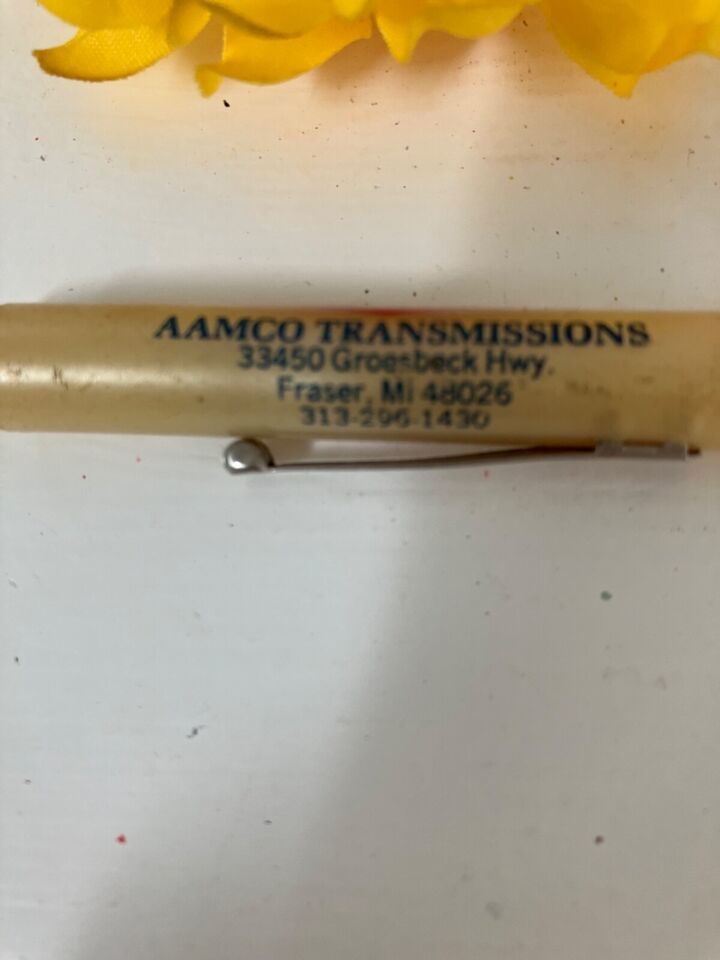 AAMCO TRANSMISSIONS
33450 Groesbeck Hwy.
Fraser, Mi 48026
313-296-1430